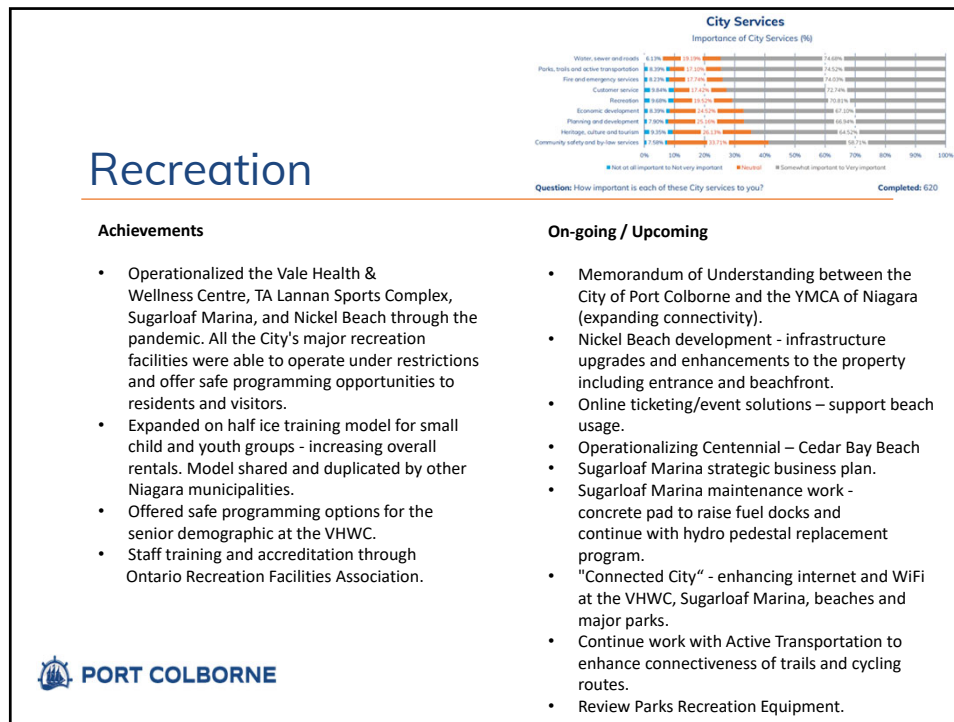 City Services
Importance of City Services (%)
Water, sewer and roads 6.13% 19.19% 74.68%
Parks, trails and active transportation 8.39% 17.10% 74.52%
Fire and emergency services 8.23% 17.74% 74.03%
Customer service 9.84% 17.42% 72.74%
Recreation 9.68% 19.52% 70.81%
Economic development 8.39% 24.52% 67.10%
Planning and development 7.90% 25.16% 66.94%
Heritage, culture and tourism 9.35% 26.13% 64.52%
Community safety and by-law services 7.58% 33.71% 58.71%
0% 10% 20% 30% 40% 50% 60% 70% 80% 90% 100%
Not at all important to Not very important Neutral Somewhat important to Very important
Question: How important is each of these City services to you? Completed: 620
Recreation
Achievements
• Operationalized the Vale Health &
Wellness Centre, TA Lannan Sports Complex,
Sugarloaf Marina, and Nickel Beach through the
pandemic. All the City's major recreation
facilities were able to operate under restrictions
and offer safe programming opportunities to
residents and visitors.
• Expanded on half ice training model for small
child and youth groups - increasing overall
rentals. Model shared and duplicated by other
Niagara municipalities.
• Offered safe programming options for the
senior demographic at the VHWC.
• Staff training and accreditation through
Ontario Recreation Facilities Association.
On-going / Upcoming
• Memorandum of Understanding between the
City of Port Colborne and the YMCA of Niagara
(expanding connectivity).
• Nickel Beach development - infrastructure
upgrades and enhancements to the property
including entrance and beachfront.
• Online ticketing/event solutions – support beach
usage.
• Operationalizing Centennial – Cedar Bay Beach
• Sugarloaf Marina strategic business plan.
• Sugarloaf Marina maintenance work -
concrete pad to raise fuel docks and
continue with hydro pedestal replacement
program.
• "Connected City“ - enhancing internet and WiFi
at the VHWC, Sugarloaf Marina, beaches and
major parks.
• Continue work with Active Transportation to
enhance connectiveness of trails and cycling
routes.
• Review Parks Recreation Equipment.
PORT COLBORNE